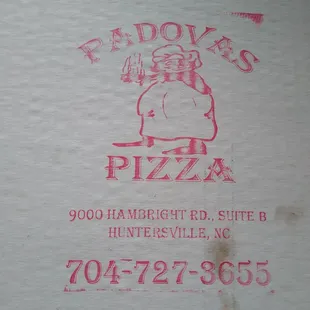 PADOVAS
PIZZA
9000 HAMBRIGHT RD., SUITE B
HUNTERSVILLE, NC
704-727-3655